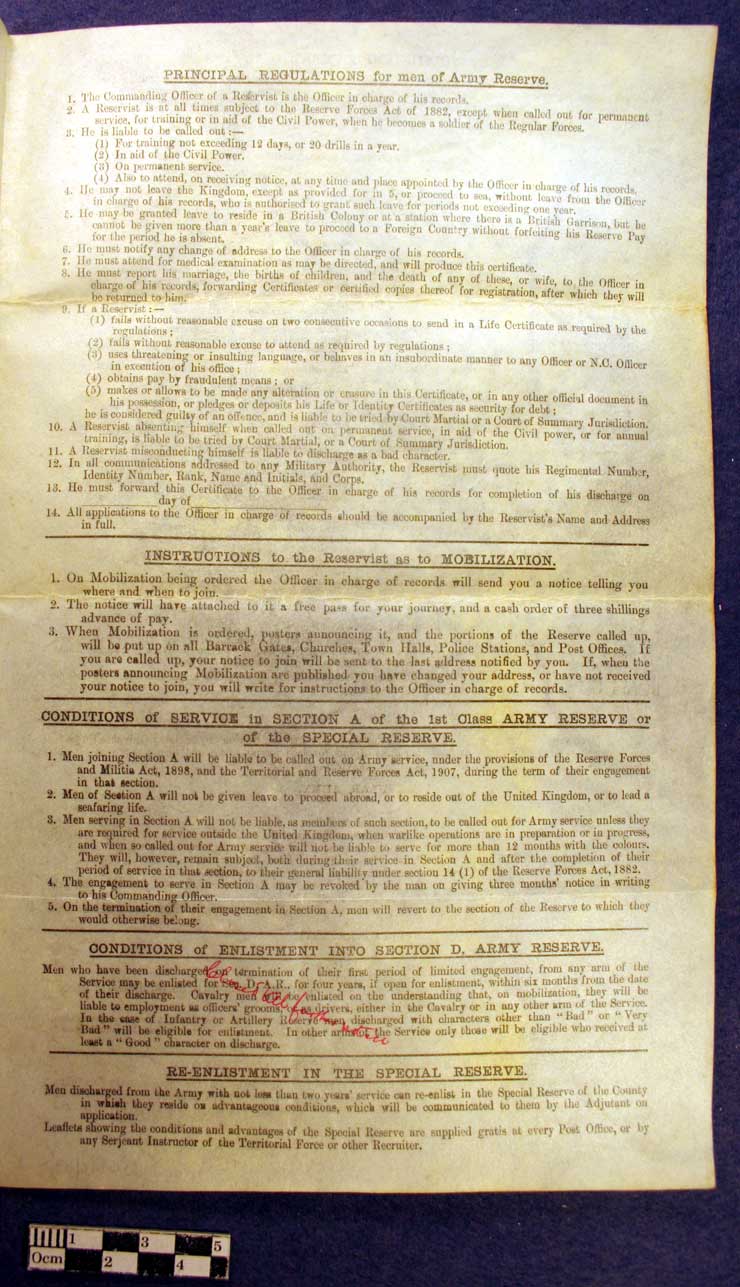 PRINCIPAL REGULATIONS for men of Army Reserve.
1. The Commanding Officer of a Reservist is the Officer in charge of his records.
2. A Reservist is at all times subject to the Reserve Forces Act of 1882, except when called out for permanent
service, for training or in aid of the Civil Power, when he becomes a soldier of the Regular Forces.
3. He is liable to be called out:—
(1) For training not exceeding 12 days, or 20 drills in a year.
(2) In aid of the Civil Power.
(3) On permanent service.
(4) Also to attend, on receiving notice, at any time and place appointed by the Officer in charge of his records.
4. He may not leave the Kingdom, except as provided for in 5, or proceed to sea, without leave from the Officer
in charge of his records, who is authorised to grant such leave for periods not exceeding one year.
5. He may be granted leave to reside in a British Colony or at a station where there is a British Garrison, but he
cannot be given more than a year's leave to proceed to a Foreign Country without forfeiting his Reserve Pay
for the period he is absent.
6. He must notify any change of address to the Officer in charge of his records.
7. He must attend for medical examination as may be directed, and will produce this certificate.
8. He must report his marriage, the births of children, and the death of any of these, or wife, to the Officer in
charge of his records, forwarding Certificates or certified copies thereof for registration, after which they will
be returned to him.
9. If a Reservist:—
(1) fails without reasonable excuse on two consecutive occasions to send in a Life Certificate as required by the
regulations;
(2) fails without reasonable excuse to attend as required by regulations;
(3) uses threatening or insulting language, or behaves in an insubordinate manner to any Officer or N.C. Officer
in execution of his office;
(4) obtains pay by fraudulent means; or
(5) makes or allows to be made any alteration or erasure in this Certificate, or in any other official document in
his possession, or pledges or deposits his Life or Identity Certificates as security for debt;
he is considered guilty of an offence, and is liable to be tried by Court Martial or a Court of Summary Jurisdiction.
10. A Reservist absenting himself when called out on permanent service, in aid of the Civil power, or for annual
training, is liable to be tried by Court Martial, or a Court of Summary Jurisdiction.
11. A Reservist misconducting himself is liable to discharge as a bad character.
12. In all communications addressed to any Military Authority, the Reservist must quote his Regimental Number,
Identity Number, Rank, Name and Initials, and Corps.
13. He must forward this Certificate to the Officer in charge of his records for completion of his discharge on
day of
14. All applications to the Officer in charge of records should be accompanied by the Reservist's Name and Address
in full.
INSTRUCTIONS to the Reservist as to MOBILIZATION.
1. On Mobilization being ordered the Officer in charge of records will send you a notice telling you
where and when to join.
2. The notice will have attached to it a free pass for your journey, and a cash order of three shillings
advance of pay.
3. When Mobilization is ordered, posters announcing it, and the portions of the Reserve called up,
will be put up on all Barrack Gates, Churches, Town Halls, Police Stations, and Post Offices. If
you are called up, your notice to join will be sent to the last address notified by you. If, when the
posters announcing Mobilization are published you have changed your address, or have not received
your notice to join, you will write for instructions to the Officer in charge of records.
CONDITIONS of SERVICE in SECTION A of the 1st Class ARMY RESERVE or
of the SPECIAL RESERVE.
1. Men joining Section A will be liable to be called out on Army service, under the provisions of the Reserve Forces
and Militia Act, 1898, and the Territorial and Reserve Forces Act, 1907, during the term of their engagement
in that section.
2. Men of Section A will not be given leave to proceed abroad, or to reside out of the United Kingdom, or to lead a
seafaring life.
3. Men serving in Section A will not be liable, as members of such section, to be called out for Army service unless they
are required for service outside the United Kingdom, when warlike operations are in preparation or in progress,
and when so called out for Army service will not be liable to serve for more than 12 months with the colours.
They will, however, remain subject, both during their service in Section A and after the completion of their
period of service in that section, to their general liability under section 14 (1) of the Reserve Forces Act, 1882.
4. The engagement to serve in Section A may be revoked by the man on giving three months' notice in writing
to his Commanding Officer.
5. On the termination of their engagement in Section A, men will revert to the section of the Reserve to which they
would otherwise belong.
CONDITIONS of ENLISTMENT INTO SECTION D. ARMY RESERVE.
Men who have been discharged on termination of their first period of limited engagement, from any arm of the
Service may be enlisted for Sec. D, A.R., for four years, if open for enlistment, within six months from the date
of their discharge. Cavalry men will be enlisted on the understanding that, on mobilization, they will be
liable to employment as officers' grooms, or as drivers, either in the Cavalry or in any other arm of the Service.
In the case of Infantry or Artillery Reserve men discharged with characters other than "Bad" or "Very
Bad" will be eligible for enlistment. In other arms of the Service only those will be eligible who received at
least a "Good" character on discharge.
RE-ENLISTMENT IN THE SPECIAL RESERVE.
Men discharged from the Army with not less than two years' service can re-enlist in the Special Reserve of the County
in which they reside on advantageous conditions, which will be communicated to them by the Adjutant on
application.
Leaflets showing the conditions and advantages of the Special Reserve are supplied gratis at every Post Office, or by
any Serjeant Instructor of the Territorial Force or other Recruiter.
1 3 5
0cm 2 4